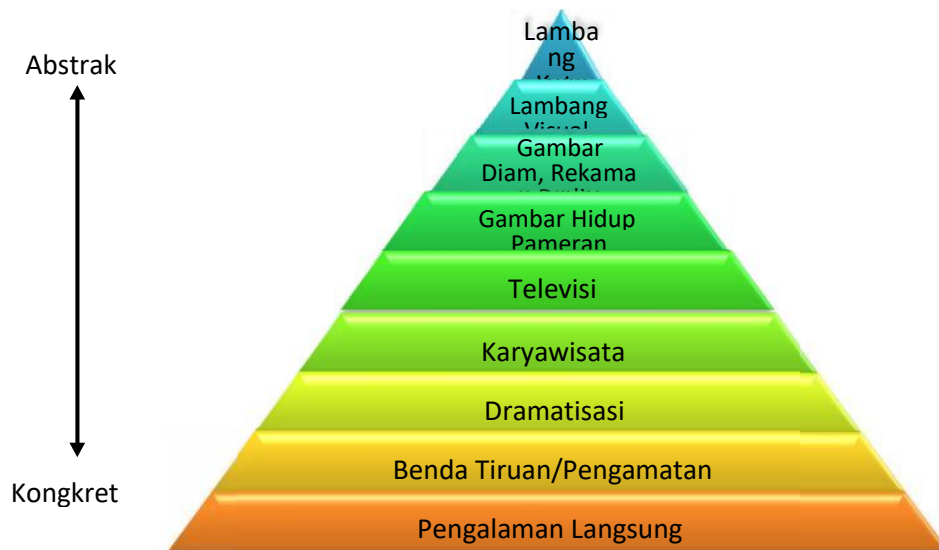 Abstrak
Kongkret
Lamba
ng
Lambang
Visual
Gambar
Diam, Rekama
Gambar Hidup
Pameran
Televisi
Karyawisata
Dramatisasi
Benda Tiruan/Pengamatan
Pengalaman Langsung